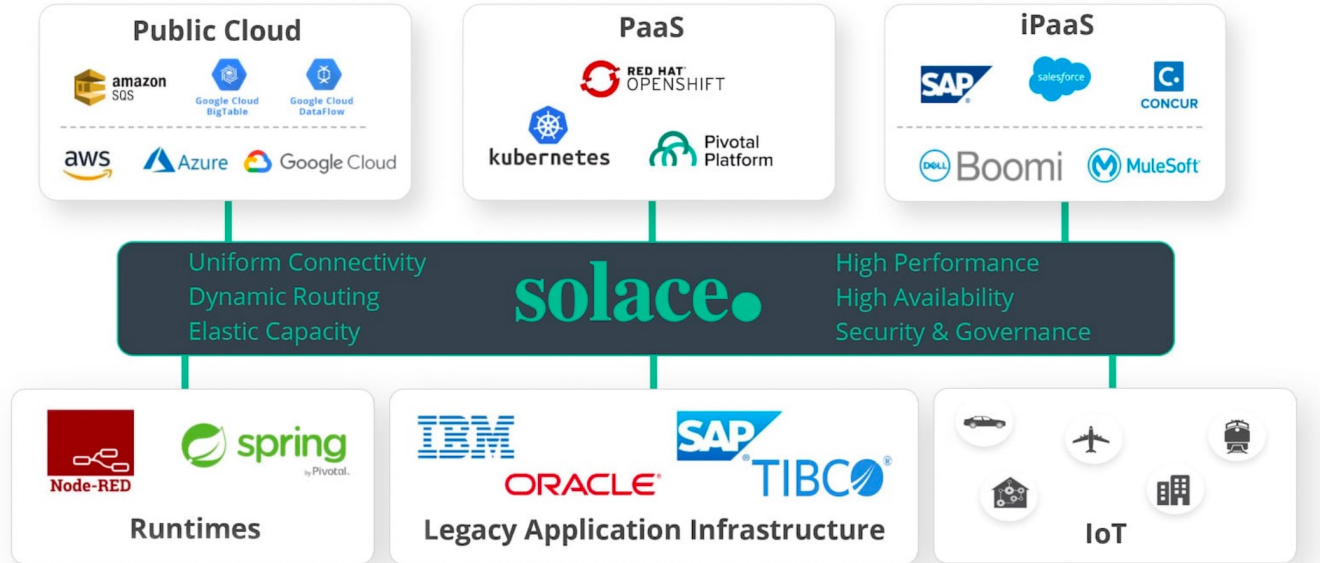 Public Cloud
amazon
SQS
Google Cloud
BigTable
Google Cloud
DataFlow
aws
Azure
Google Cloud
PaaS
RED HAT®
OPENSHIFT
kubernetes
Pivotal
Platform
iPaaS
SAP
salesforce
C.
CONCUR
DELL
Boomi
MuleSoft
Uniform Connectivity
Dynamic Routing
Elastic Capacity
solace.
High Performance
High Availability
Security & Governance
Node-RED
spring
by Pivotal.
Runtimes
IBM
ORACLE®
SAP®
TIBCO®
Legacy Application Infrastructure
IoT